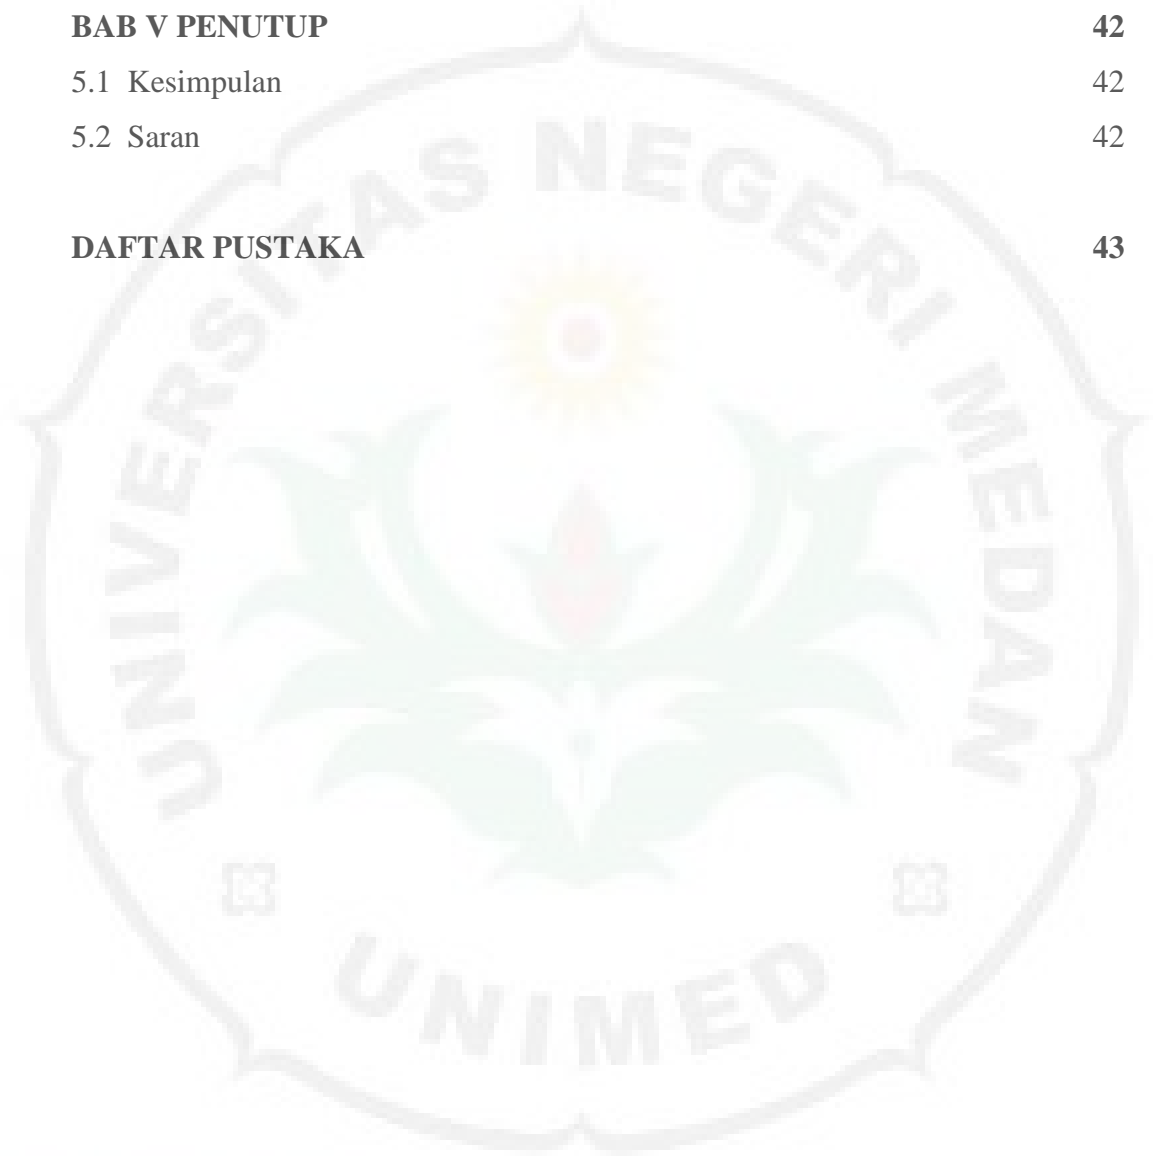 BAB V PENUTUP 42
5.1 Kesimpulan 42
5.2 Saran 42
DAFTAR PUSTAKA 43
UNIVERSITAS NEGERI MEDAN
UNIMED